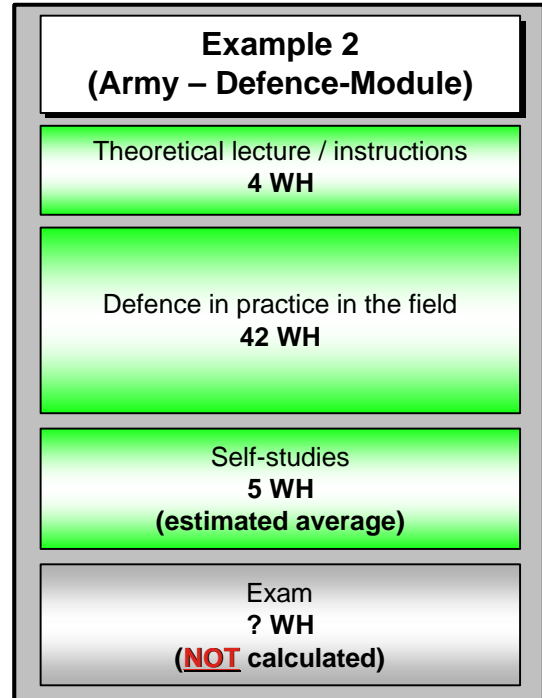 Example 2
(Army – Defence-Module)
Theoretical lecture / instructions
4 WH
Defence in practice in the field
42 WH
Self-studies
5 WH
(estimated average)
Exam
? WH
(NOT calculated)